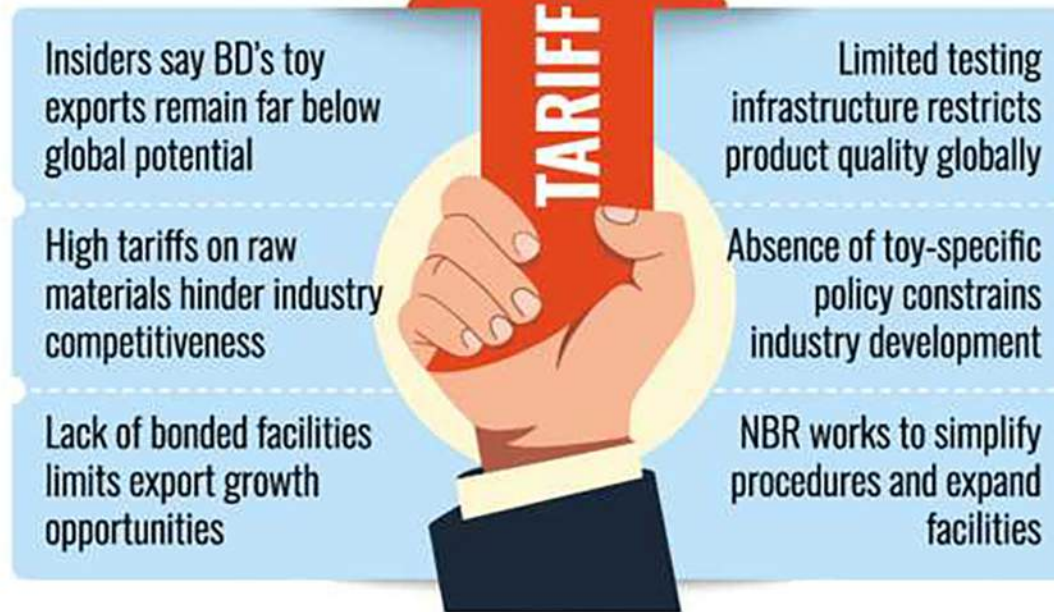 TARIFF
Insiders say BD's toy
exports remain far below
global potential
High tariffs on raw
materials hinder industry
competitiveness
Lack of bonded facilities
limits export growth
opportunities
Limited testing
infrastructure restricts
product quality globally
Absence of toy-specific
policy constrains
industry development
NBR works to simplify
procedures and expand
facilities